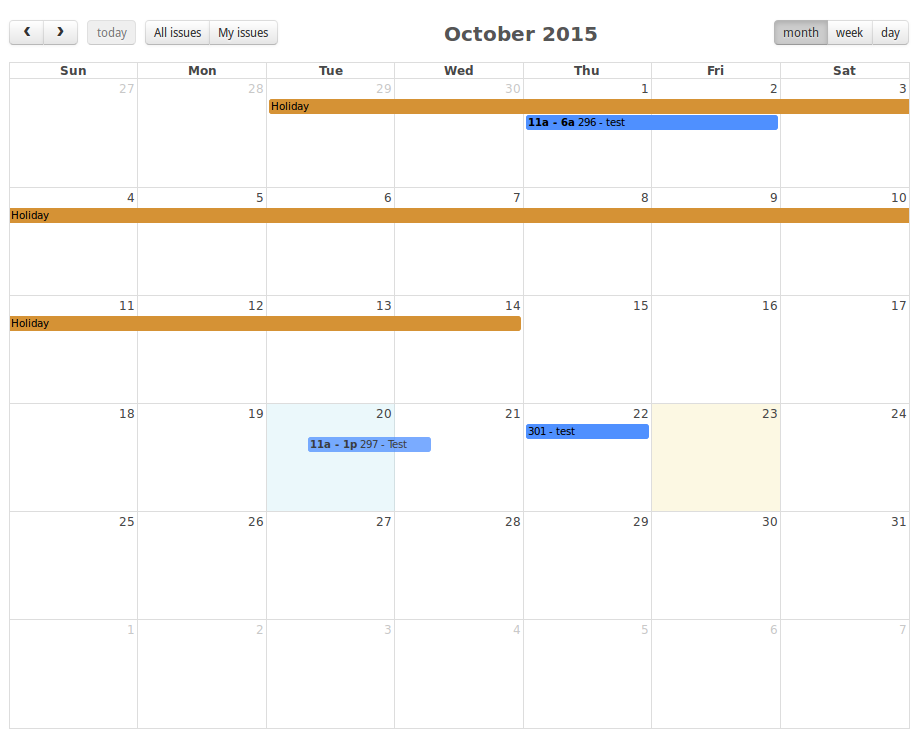 today All issues My issues October 2015 month week day
Sun Mon Tue Wed Thu Fri Sat
27 28 29 30 1 2 3
Holiday
11a - 6a 296 - test
4 5 6 7 8 9 10
Holiday
11 12 13 14 15 16 17
Holiday
18 19 20 21 22 23 24
301 - test
11a - 1p 297 - Test
25 26 27 28 29 30 31
1 2 3 4 5 6 7